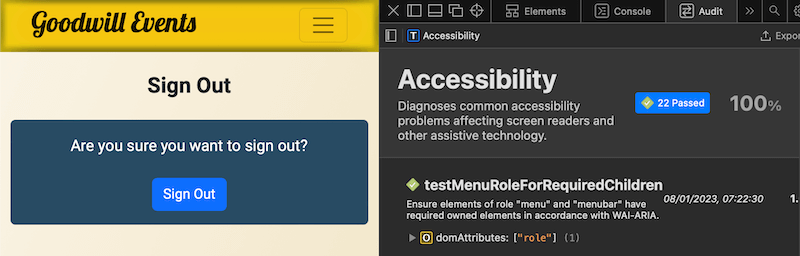 Goodwill Events
Sign Out
Are you sure you want to sign out?
Sign Out
Elements
Console
Audit
T Accessibility
Expor
Accessibility
Diagnoses common accessibility
problems affecting screen readers and
other assistive technology.
22 Passed
100%
testMenuRoleForRequiredChildren
Ensure elements of role "menu" and "menubar" have
required owned elements in accordance with WAI-ARIA.
08/01/2023, 07:22:30
1.
O domAttributes: ["role"] (1)